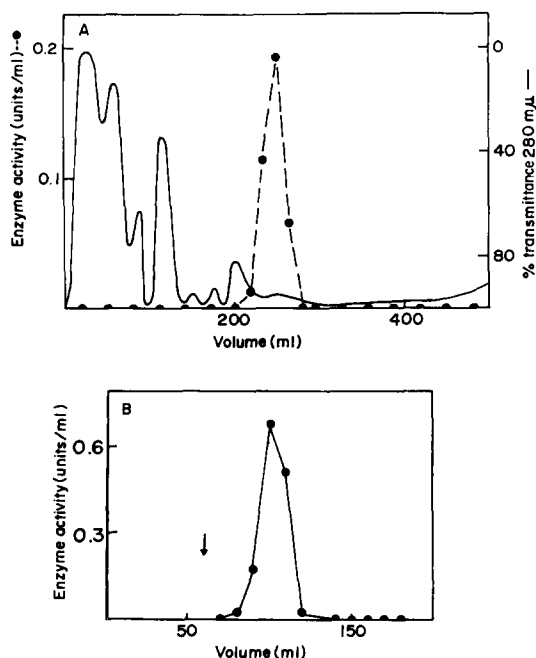 A
Enzyme activity (units/ml)--●
0.2
0.1
0
40
80
% transmittance 280 mμ —
200
400
Volume (ml)
B
Enzyme activity (units/ml)
0.6
0.3
50
150
Volume (ml)